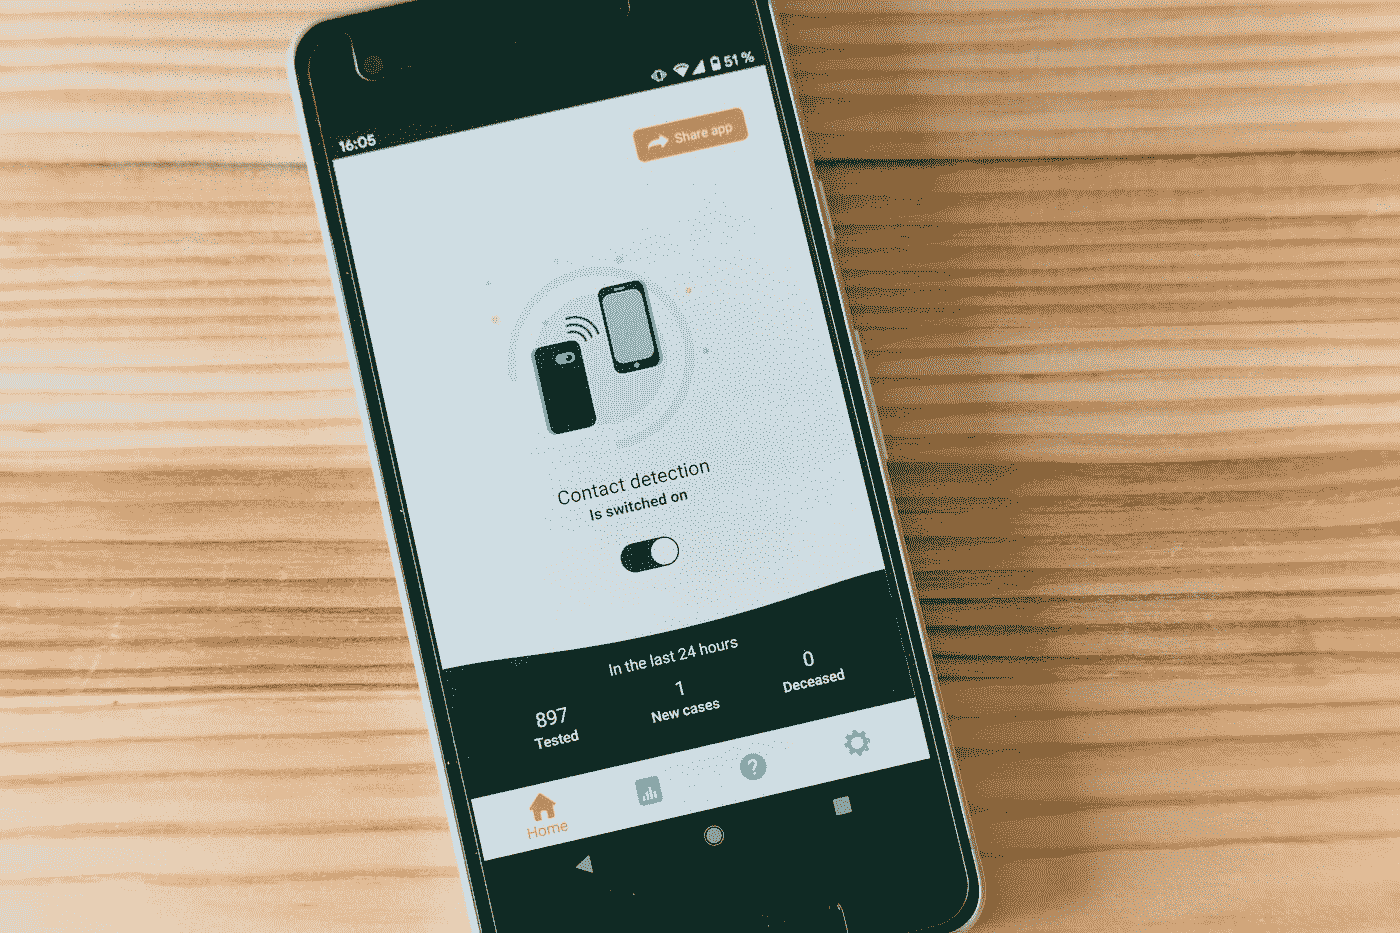 16:05
51 %
Share app
Contact detection
Is switched on
In the last 24 hours
897
Tested
1
New cases
0
Deceased
?
Home